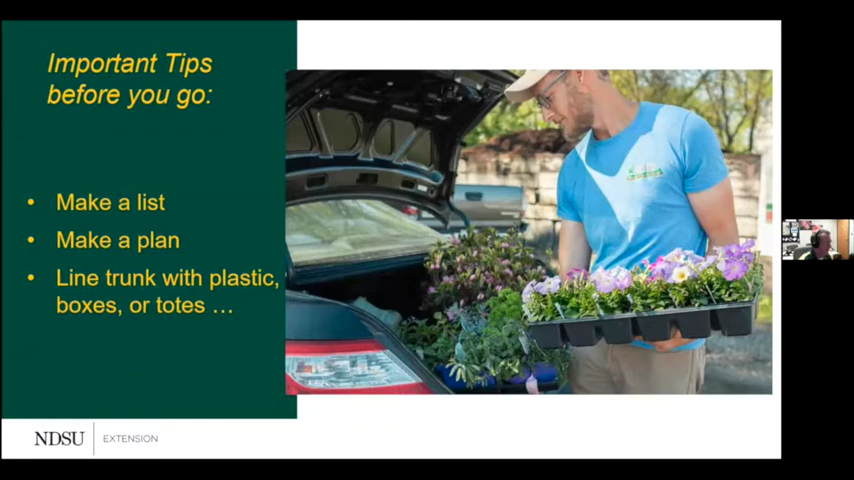 Important Tips
before you go:
• Make a list
• Make a plan
• Line trunk with plastic,
boxes, or totes …
NDSU EXTENSION